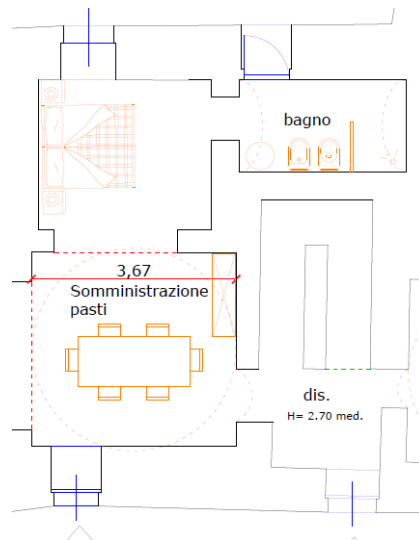 bagno
3,67
Somministrazione
pasti
dis.
H= 2.70 med.